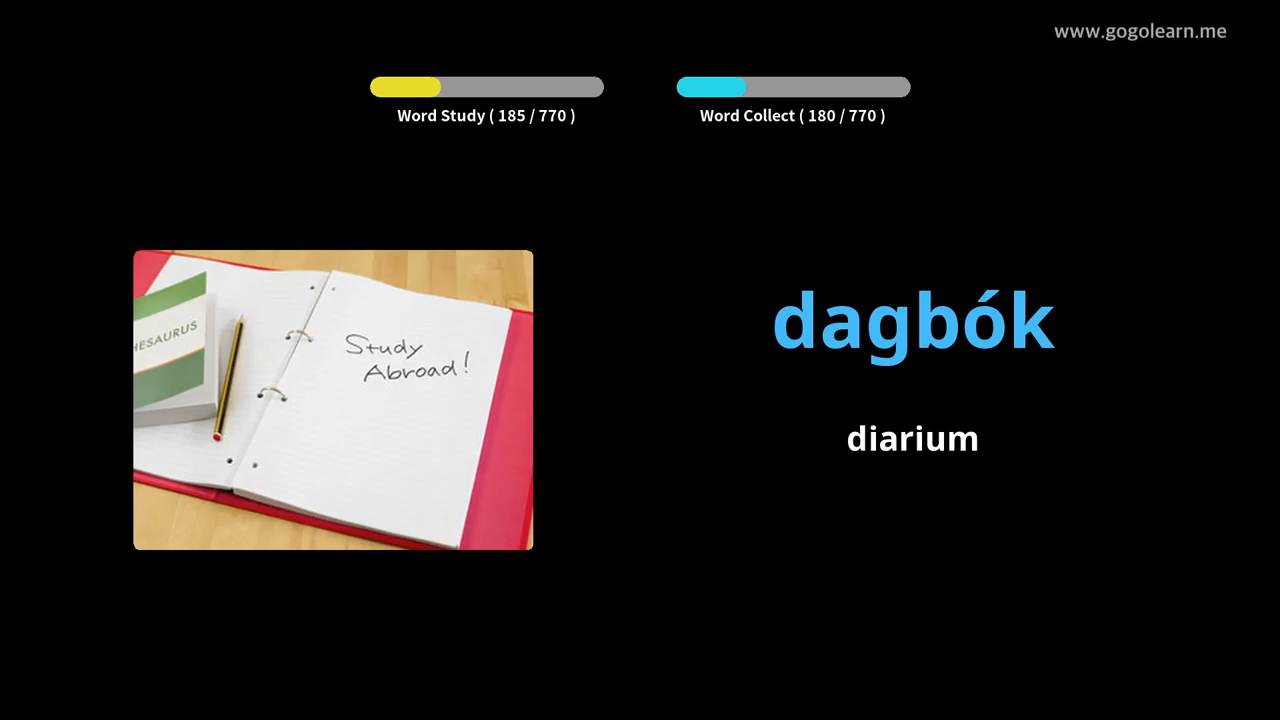 www.gogolearn.me
Word Study ( 185 / 770 )
Word Collect ( 180 / 770 )
HESAURUS
Study
Abroad!
dagbók
diarium